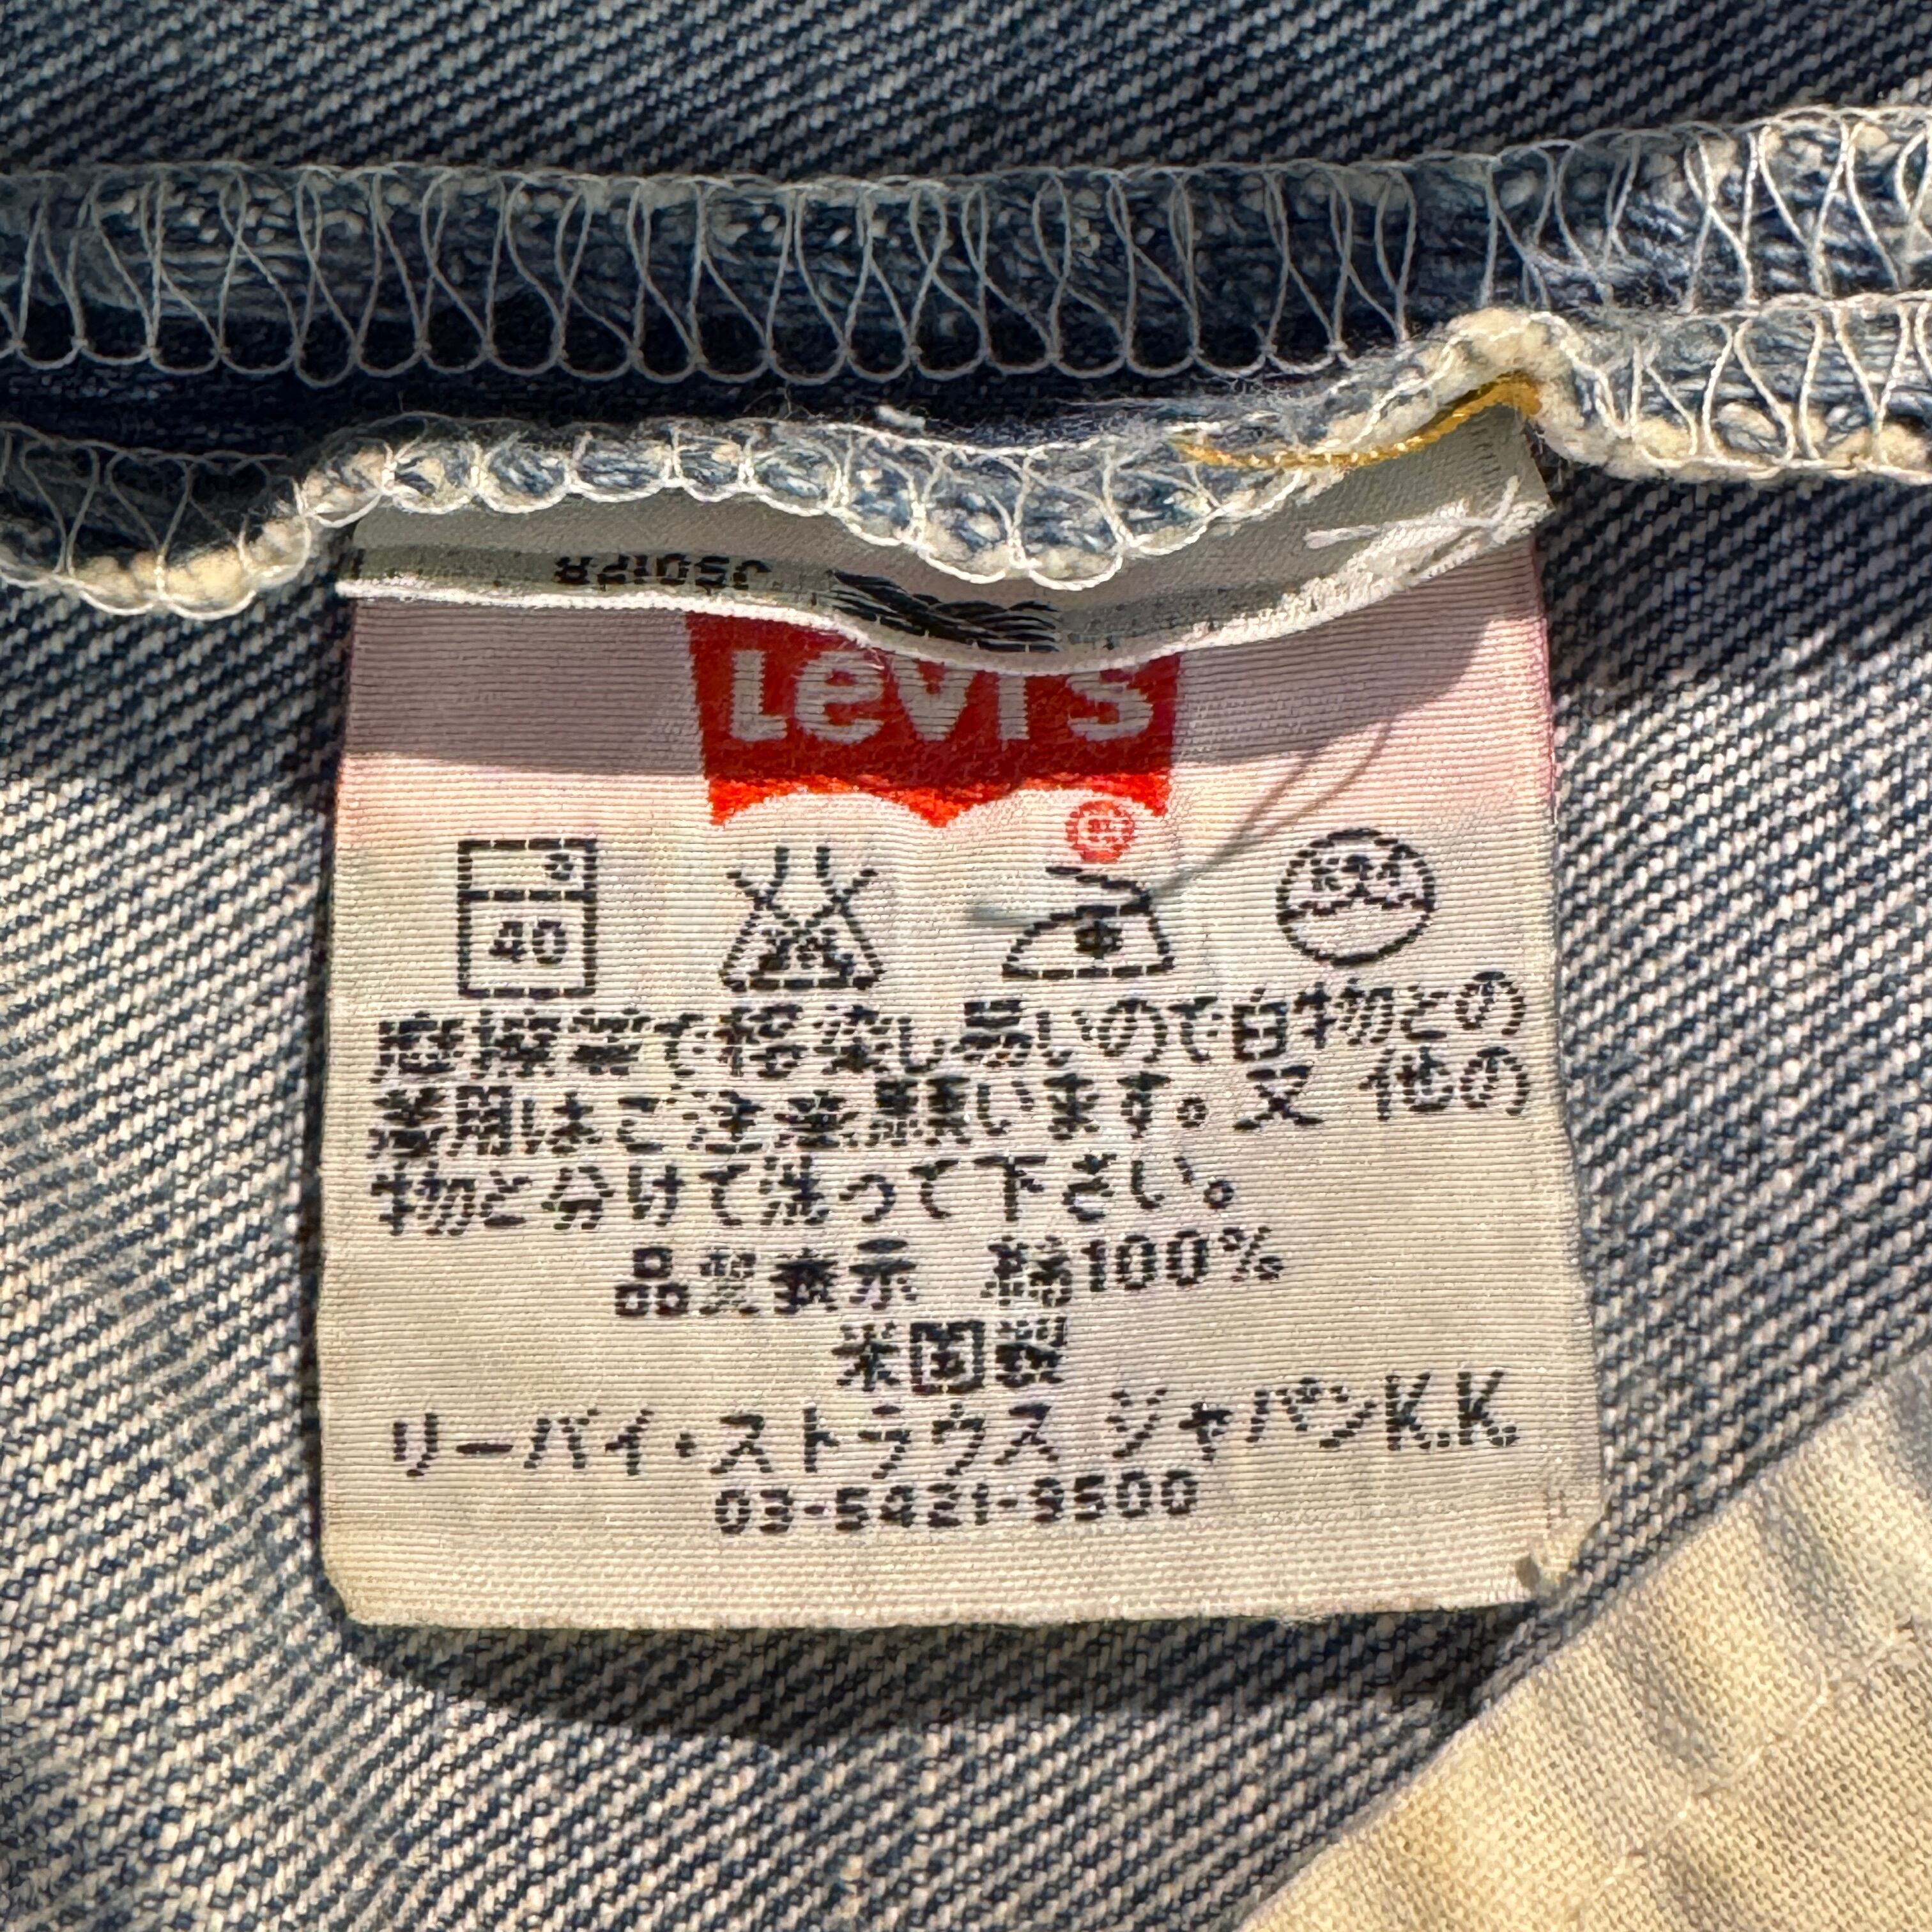 Levi's
®
40
摩擦等で移染し易いので白物との
着用はご注意願います。又 他の
物と分けて洗って下さい。
品質表示 綿100%
米国製
リーバイ・ストラウス ジャパンK.K.
03-5421-9500